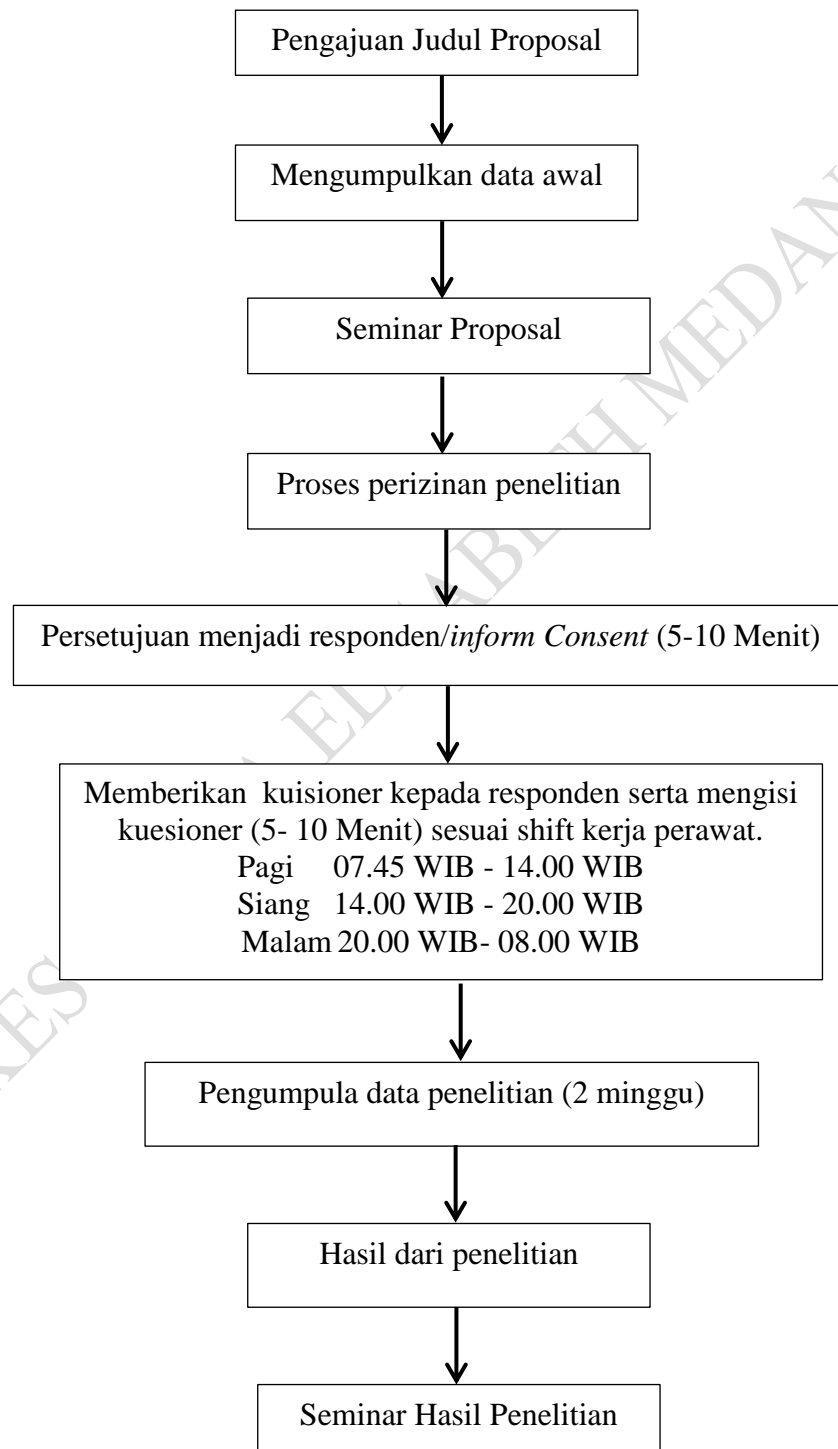 Pengajuan Judul Proposal
Mengumpulkan data awal
Seminar Proposal
Proses perizinan penelitian
Persetujuan menjadi responden/inform Consent (5-10 Menit)
Memberikan kuisioner kepada responden serta mengisi
kuesioner (5- 10 Menit) sesuai shift kerja perawat.
Pagi 07.45 WIB - 14.00 WIB
Siang 14.00 WIB - 20.00 WIB
Malam 20.00 WIB- 08.00 WIB
Pengumpula data penelitian (2 minggu)
Hasil dari penelitian
Seminar Hasil Penelitian
MEDAN